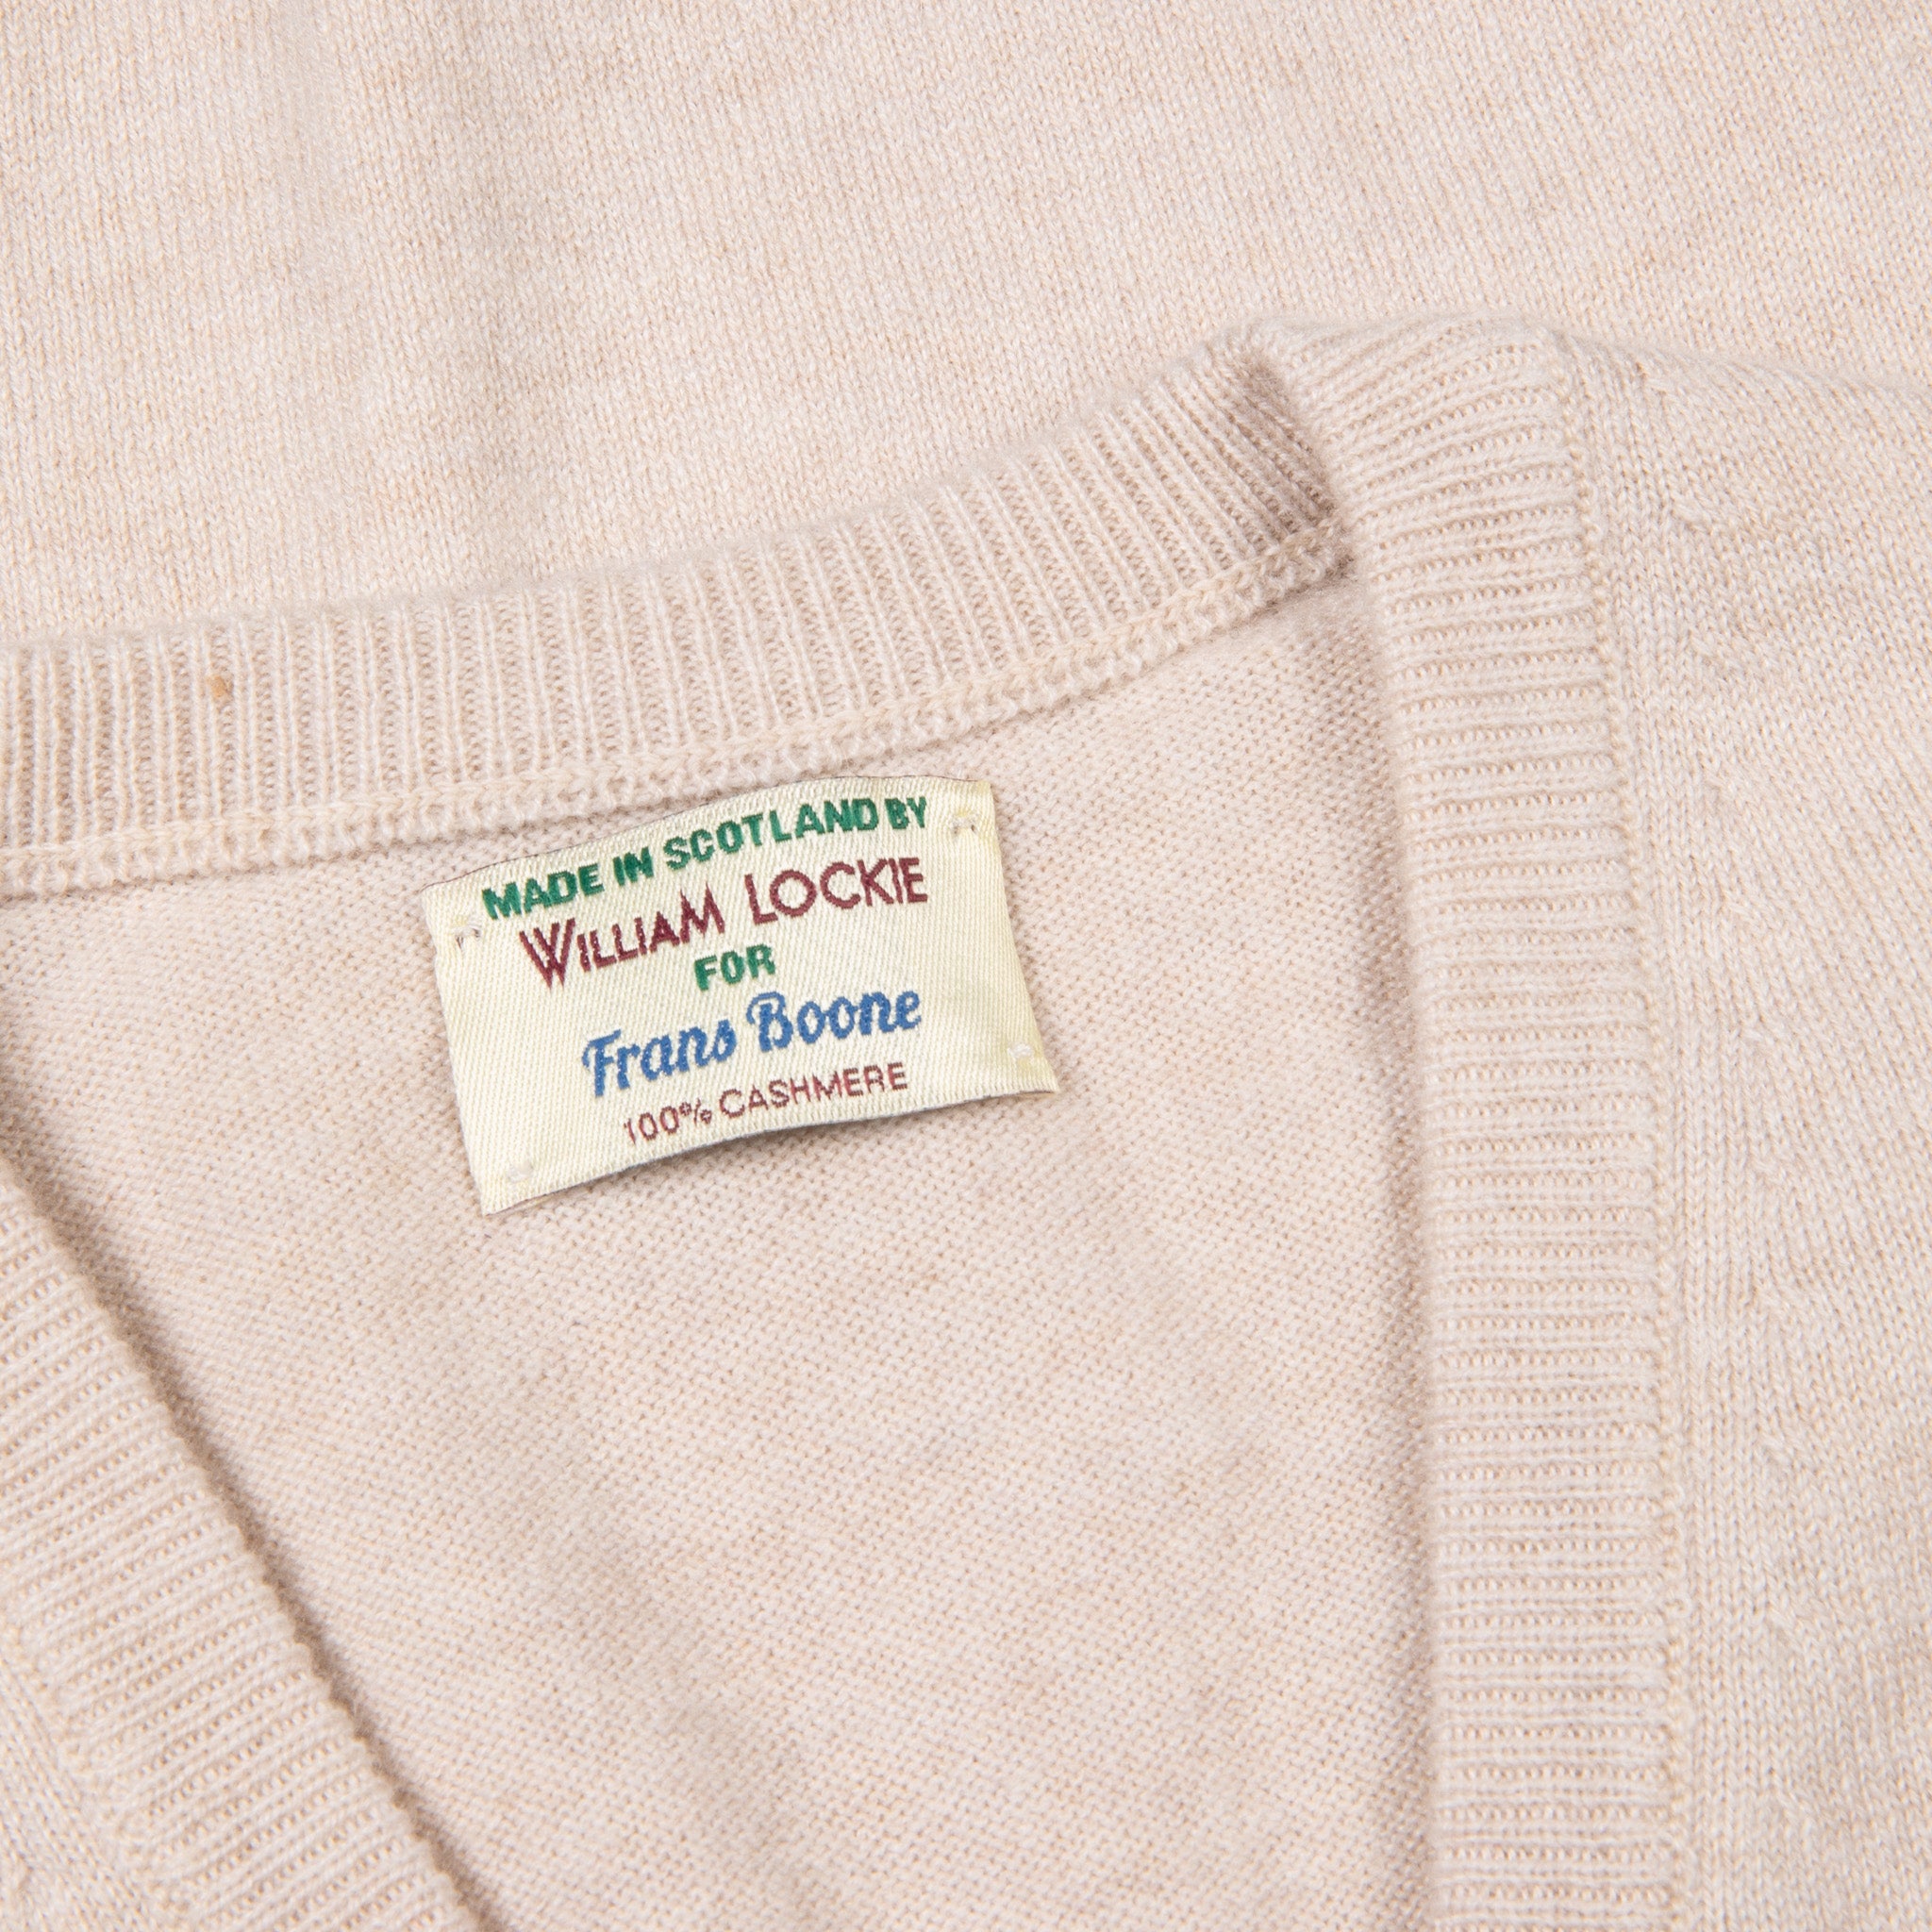 MADE IN SCOTLAND BY
WILLIAM LOCKIE
FOR
Frans Boone
100% CASHMERE